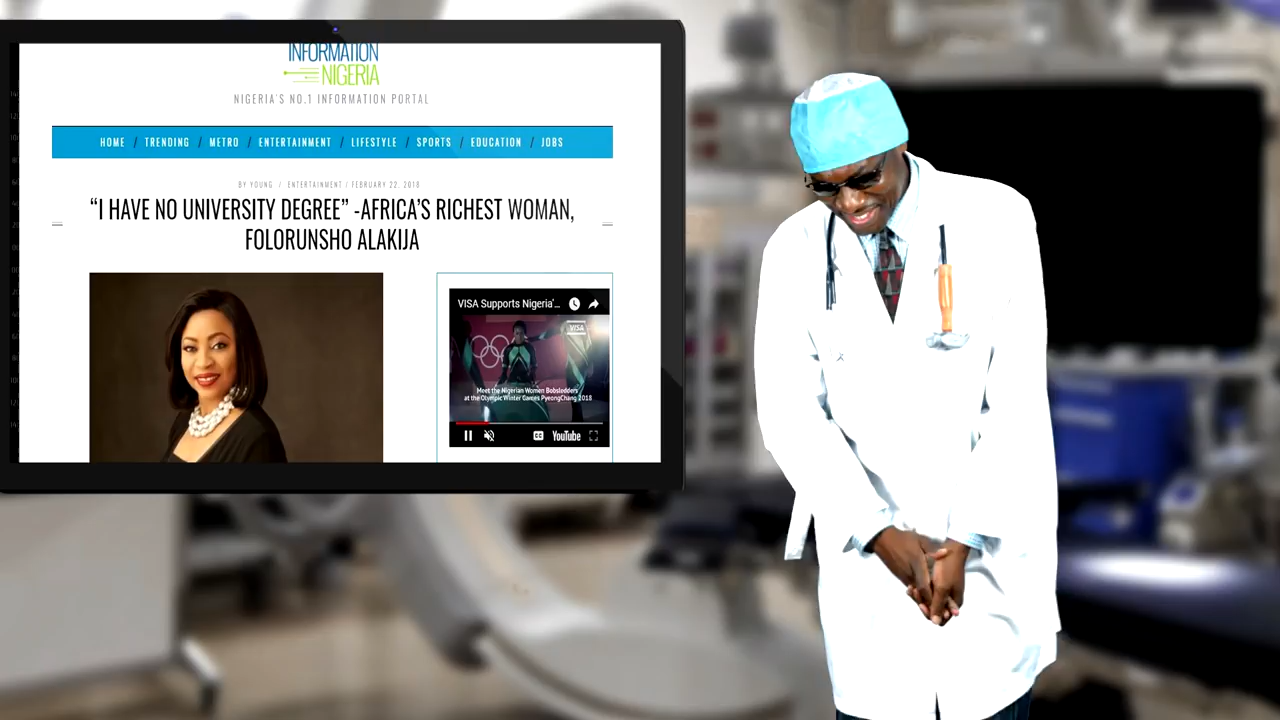 INFORMATION
NIGERIA
NIGERIA'S NO.1 INFORMATION PORTAL
HOME / TRENDING / METRO / ENTERTAINMENT / LIFESTYLE / SPORTS / EDUCATION / JOBS
BY YOUNG / ENTERTAINMENT / FEBRUARY 22, 2018
“I HAVE NO UNIVERSITY DEGREE” -AFRICA’S RICHEST WOMAN,
FOLORUNSHO ALAKIJA
VISA Supports Nigeria'...
VISA
Meet the Nigerian Women Bobsledders
at the Olympic Winter Games PyeongChang 2018
CC YouTube